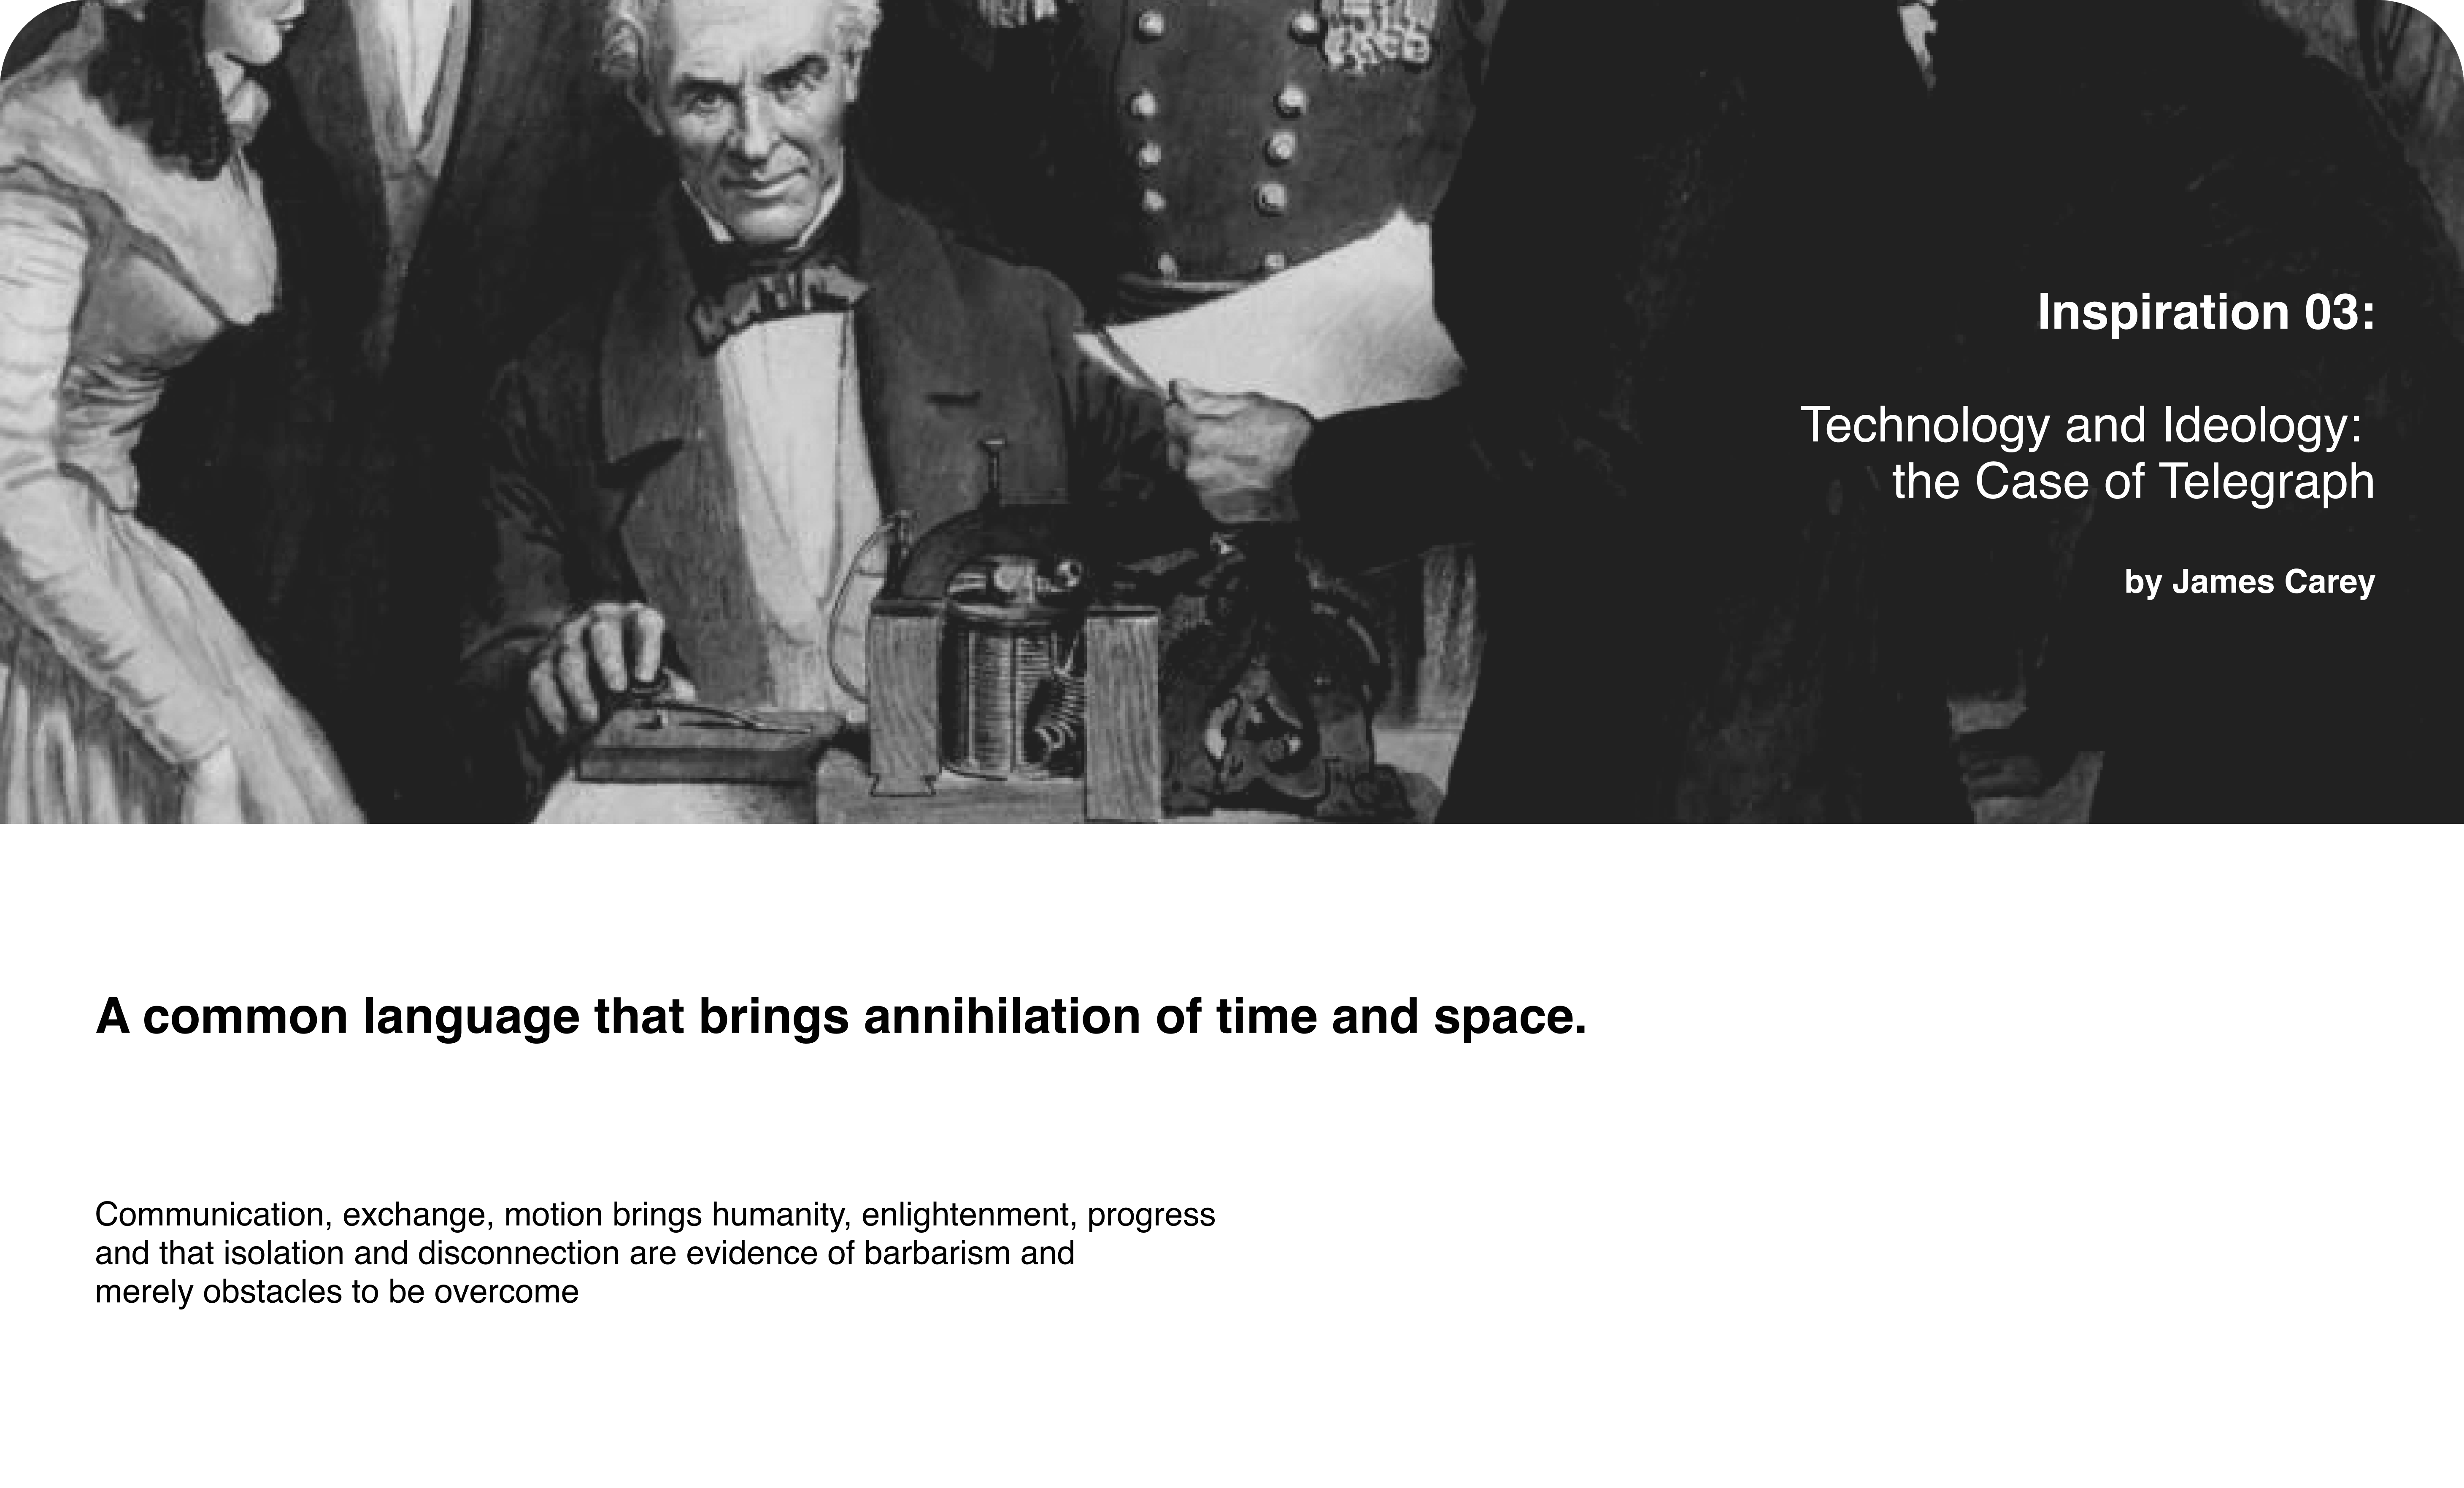 Inspiration 03:
Technology and Ideology:
the Case of Telegraph
by James Carey
A common language that brings annihilation of time and space.
Communication, exchange, motion brings humanity, enlightenment, progress
and that isolation and disconnection are evidence of barbarism and
merely obstacles to be overcome